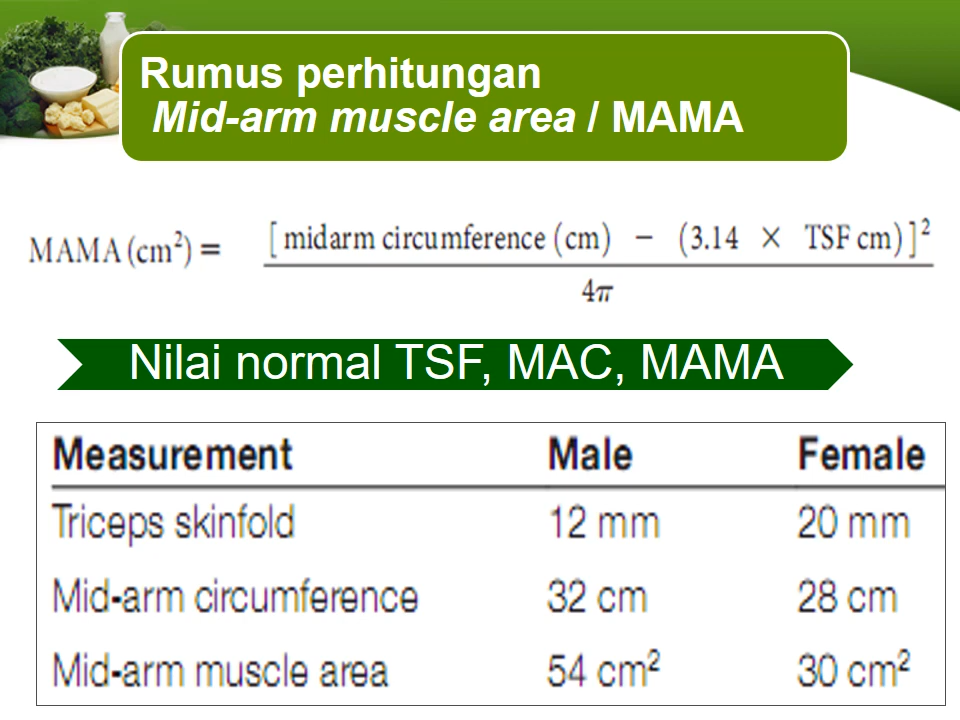 Rumus perhitungan
Mid-arm muscle area / MAMA
MAMA (cm²) = [midarm circumference (cm) − (3.14 × TSF cm)]² / 4π
Nilai normal TSF, MAC, MAMA
Measurement Male Female
Triceps skinfold 12 mm 20 mm
Mid-arm circumference 32 cm 28 cm
Mid-arm muscle area 54 cm² 30 cm²